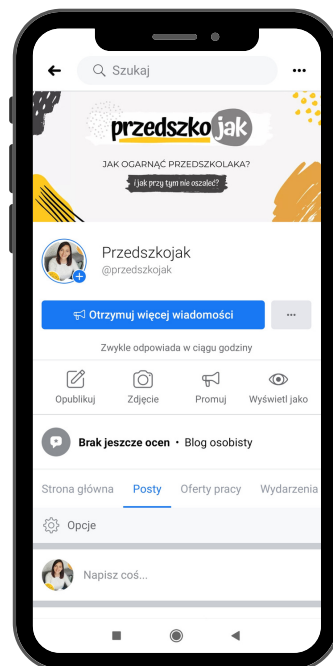 Szukaj
przedszkojak
JAK OGARNĄĆ PRZEDSZKOLAKA?
i jak przy tym nie oszaleć?
Przedszkojak
@przedszkojak
Otrzymuj więcej wiadomości
Zwykle odpowiada w ciągu godziny
Opublikuj Zdjęcie Promuj Wyświetl jako
Brak jeszcze ocen • Blog osobisty
Strona główna Posty Oferty pracy Wydarzenia
Opcje
Napisz coś...